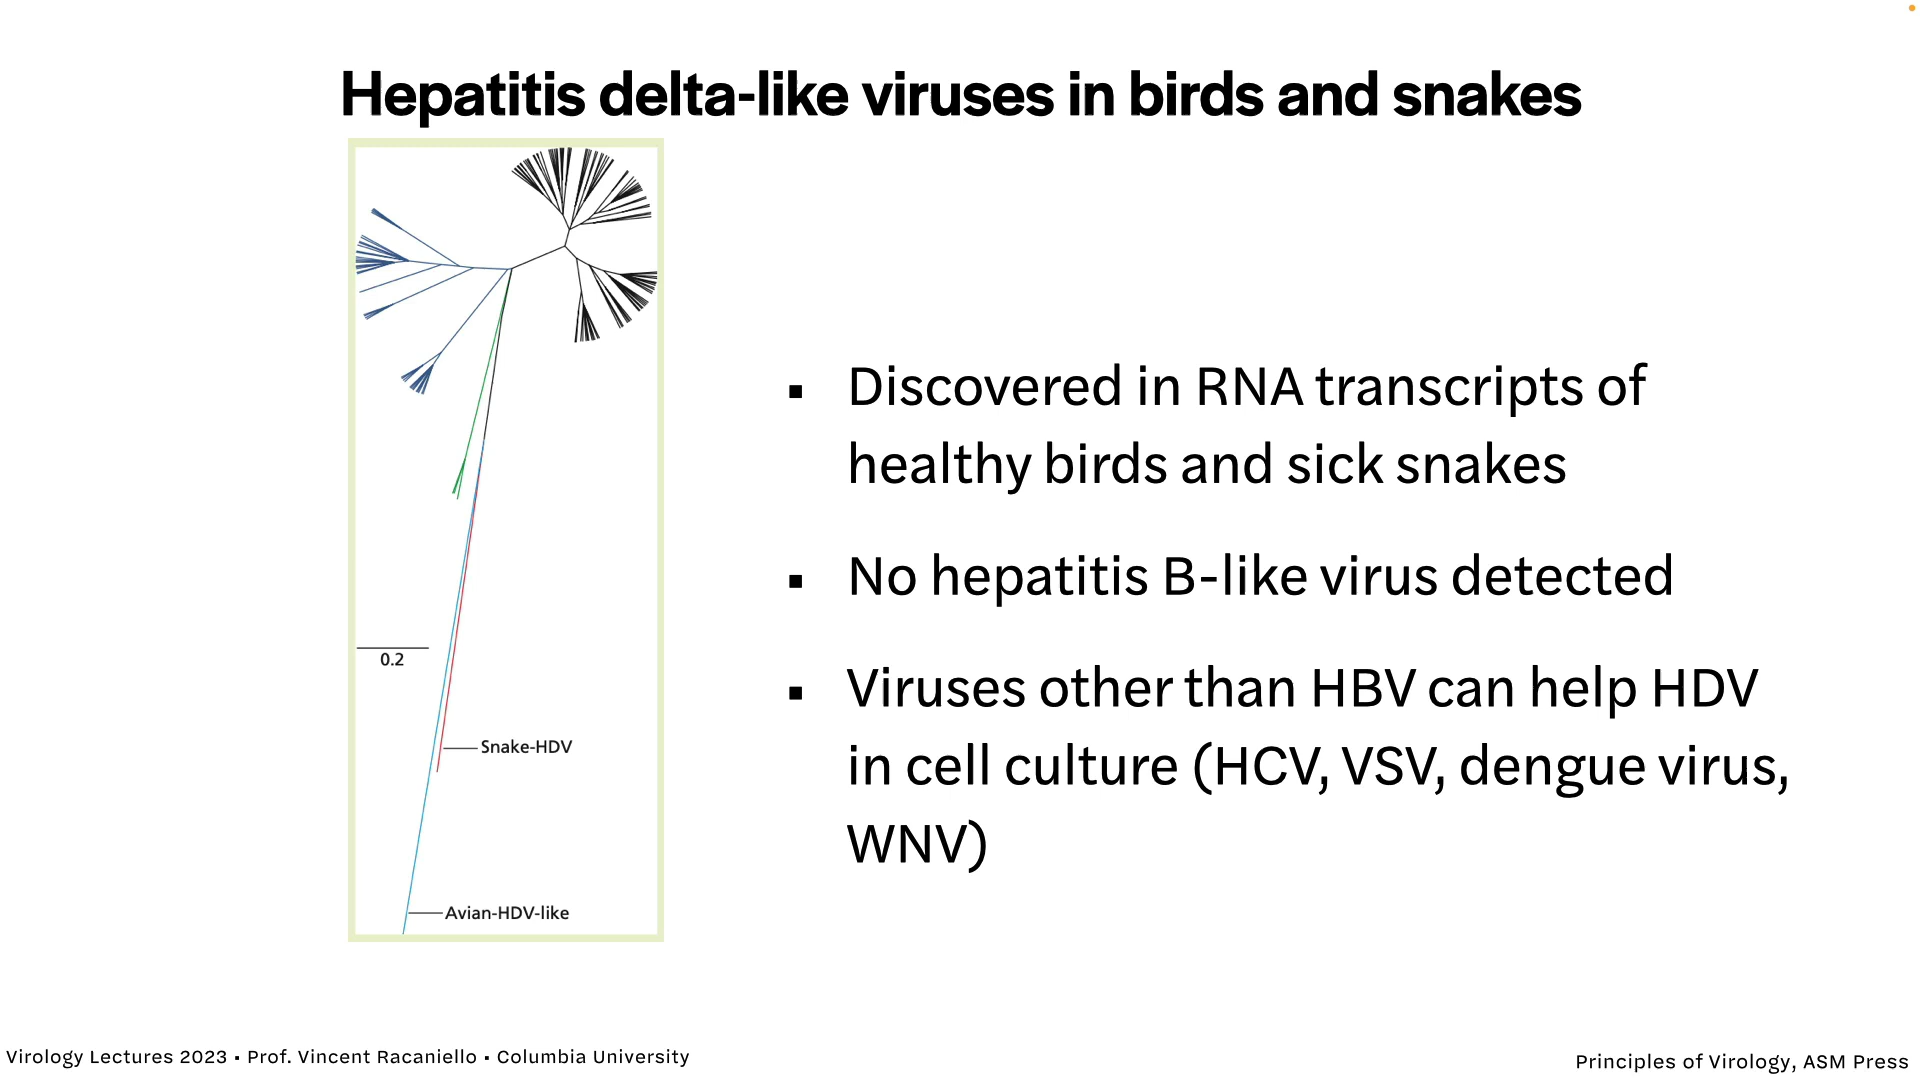 Hepatitis delta-like viruses in birds and snakes
0.2
Snake-HDV
Avian-HDV-like
▪ Discovered in RNA transcripts of
healthy birds and sick snakes
▪ No hepatitis B-like virus detected
▪ Viruses other than HBV can help HDV
in cell culture (HCV, VSV, dengue virus,
WNV)
Virology Lectures 2023 • Prof. Vincent Racaniello • Columbia University
Principles of Virology, ASM Press